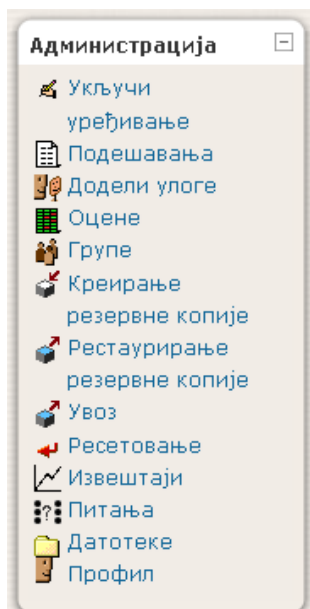 Администрација
Укључи
уређивање
Подешавања
Додели улоге
Оцене
Групе
Креирање
резервне копије
Рестаурирање
резервне копије
Увоз
Ресетовање
Извештаји
Питања
Датотеке
Профил